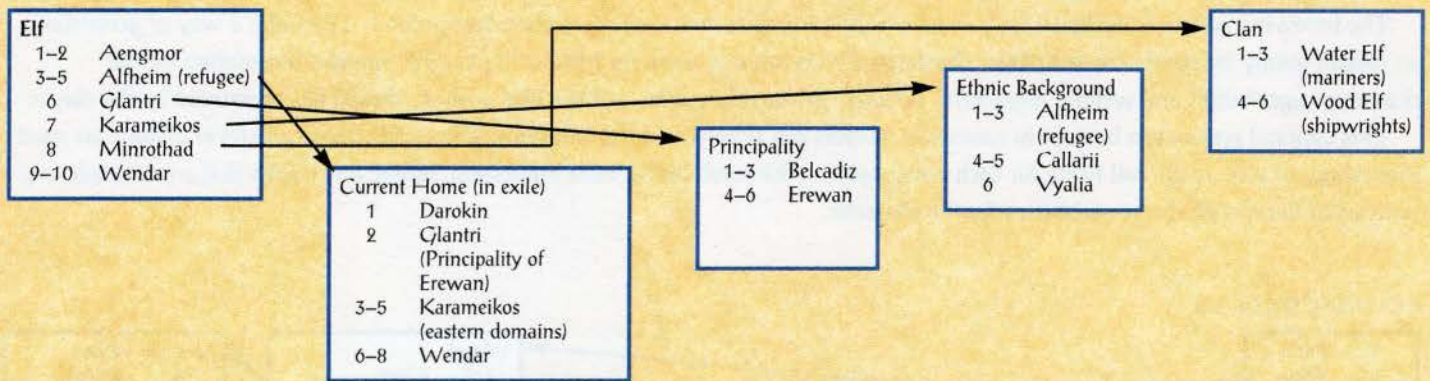 Elf
1–2 Aengmor
3–5 Alfheim (refugee)
6 Glantri
7 Karameikos
8 Minrothad
9–10 Wendar
Current Home (in exile)
1 Darokin
2 Glantri
(Principality of
Erewan)
3–5 Karameikos
(eastern domains)
6–8 Wendar
Principality
1–3 Belcadiz
4–6 Erewan
Ethnic Background
1–3 Alfheim
(refugee)
4–5 Callarii
6 Vyalia
Clan
1–3 Water Elf
(mariners)
4–6 Wood Elf
(shipwrights)